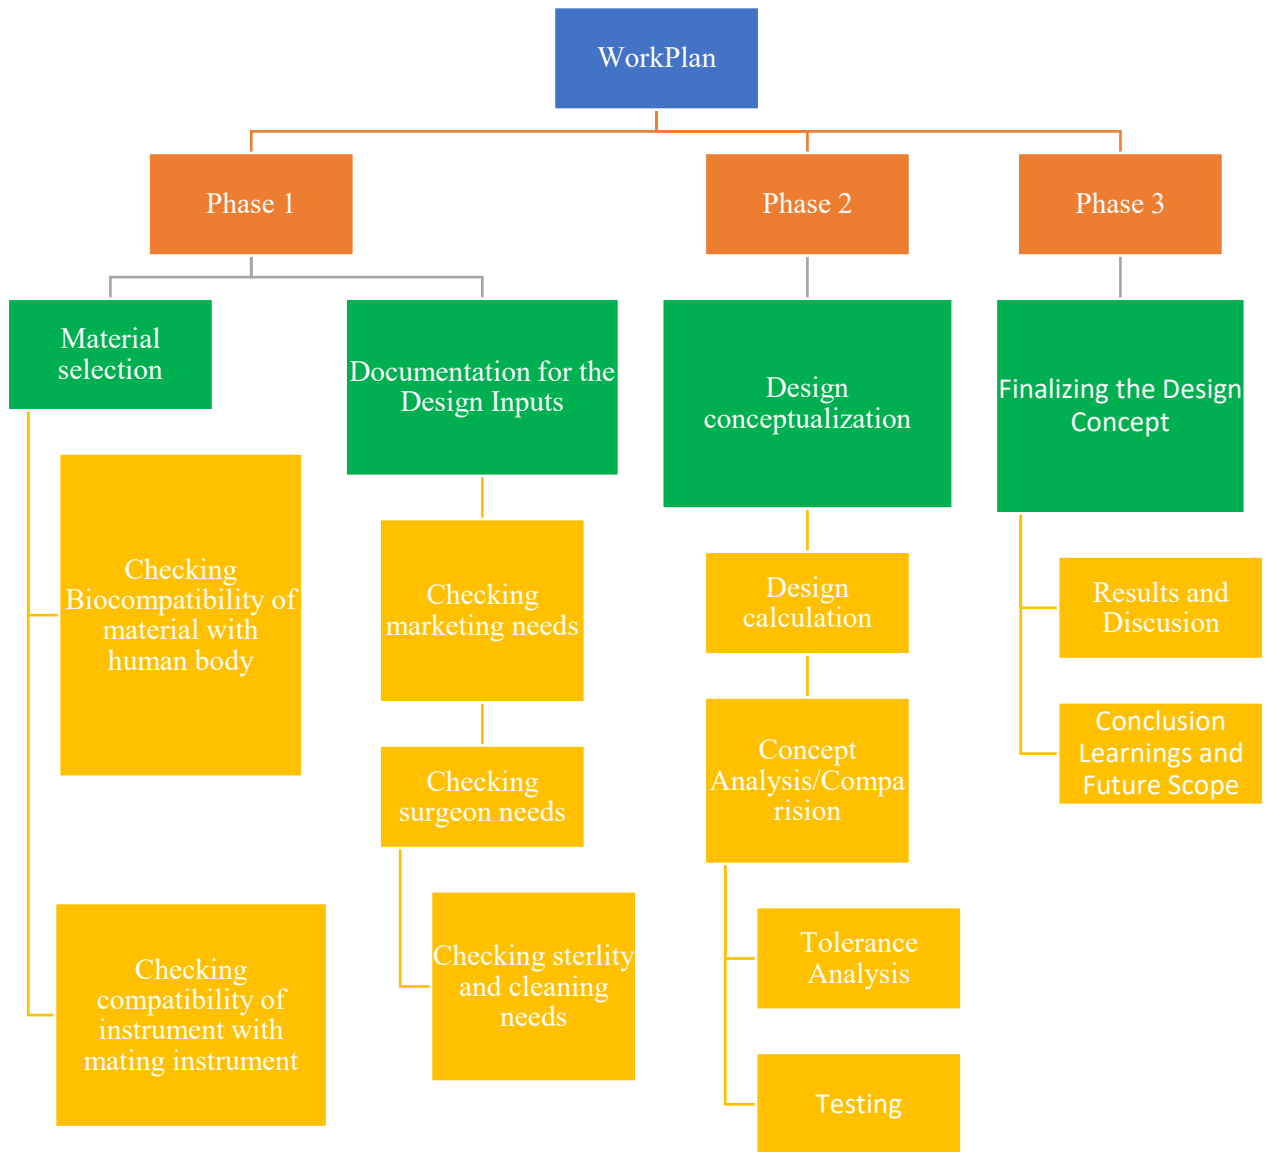 WorkPlan
Phase 1
Phase 2
Phase 3
Material
selection
Documentation for the
Design Inputs
Design
conceptualization
Finalizing the Design
Concept
Checking
Biocompatibility of
material with
human body
Checking
marketing needs
Design
calculation
Results and
Discusion
Checking
surgeon needs
Concept
Analysis/Compa
rision
Conclusion
Learnings and
Future Scope
Checking
compatibility of
instrument with
mating instrument
Checking sterlity
and cleaning
needs
Tolerance
Analysis
Testing